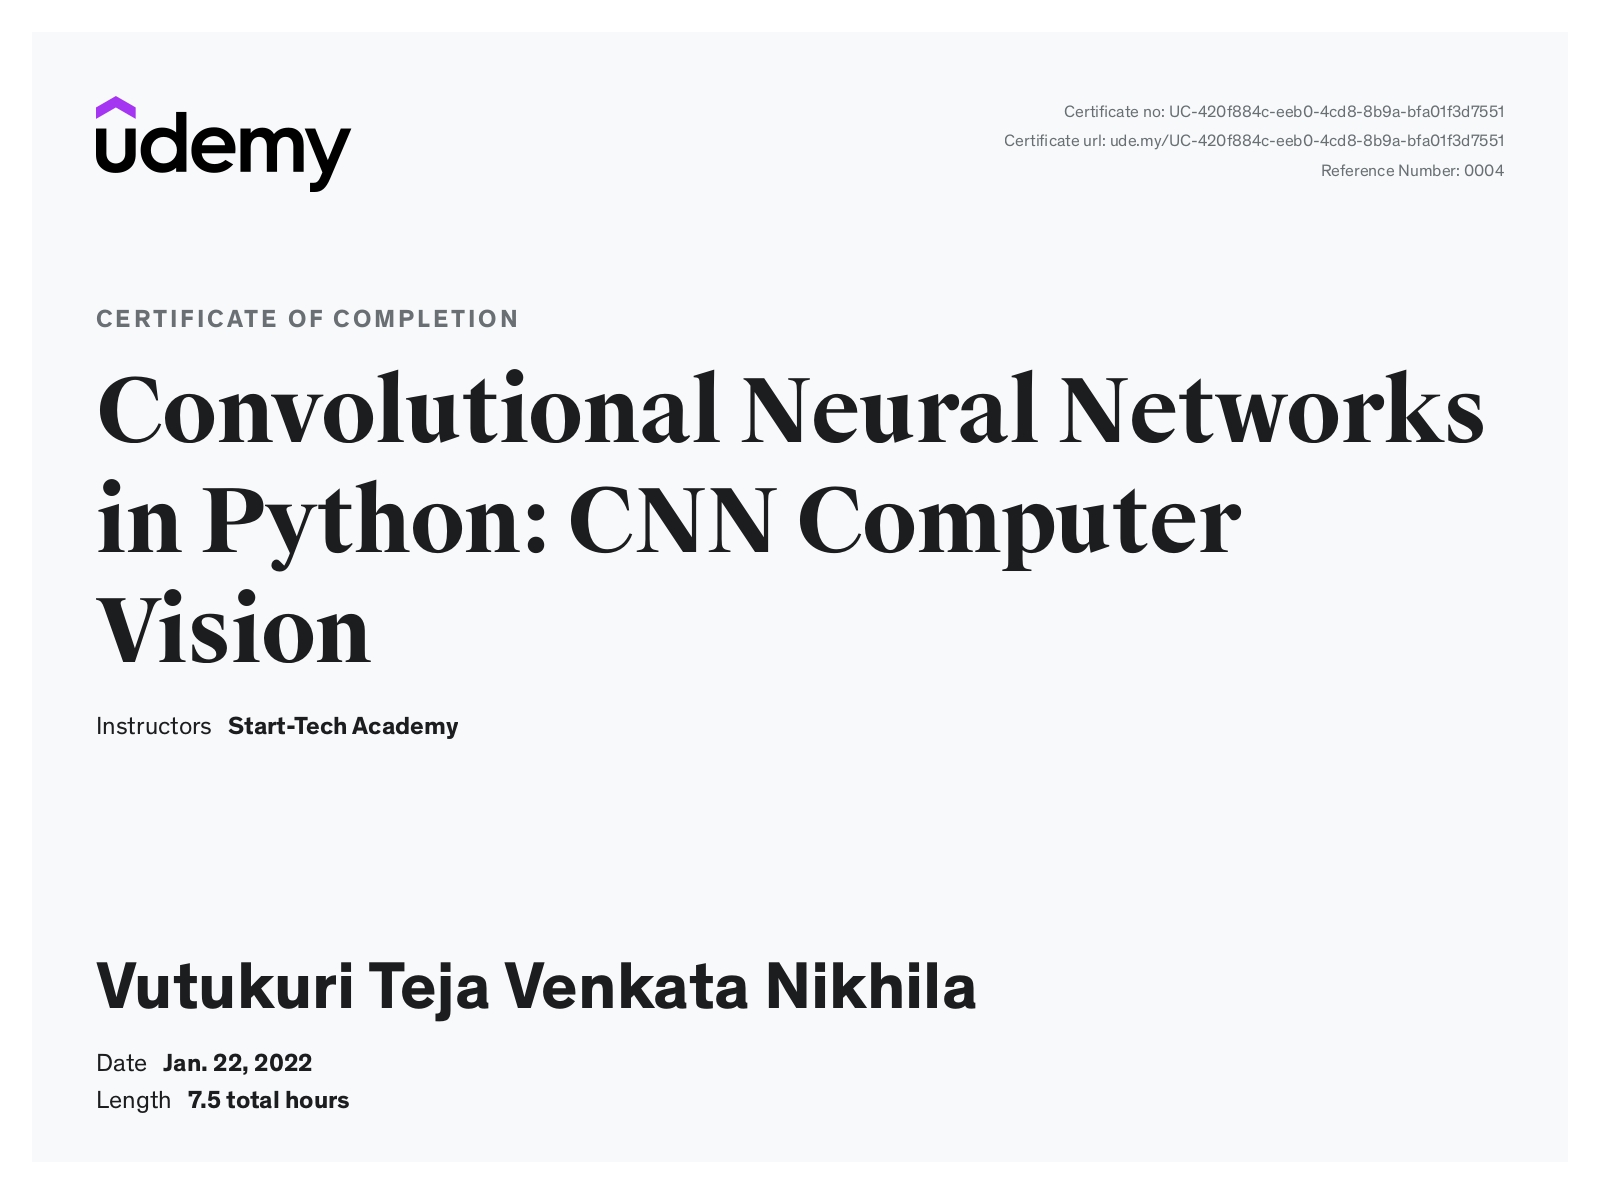 udemy
Certificate no: UC-420f884c-eeb0-4cd8-8b9a-bfa01f3d7551
Certificate url: ude.my/UC-420f884c-eeb0-4cd8-8b9a-bfa01f3d7551
Reference Number: 0004
CERTIFICATE OF COMPLETION
Convolutional Neural Networks
in Python: CNN Computer
Vision
Instructors Start-Tech Academy
Vutukuri Teja Venkata Nikhila
Date Jan. 22, 2022
Length 7.5 total hours